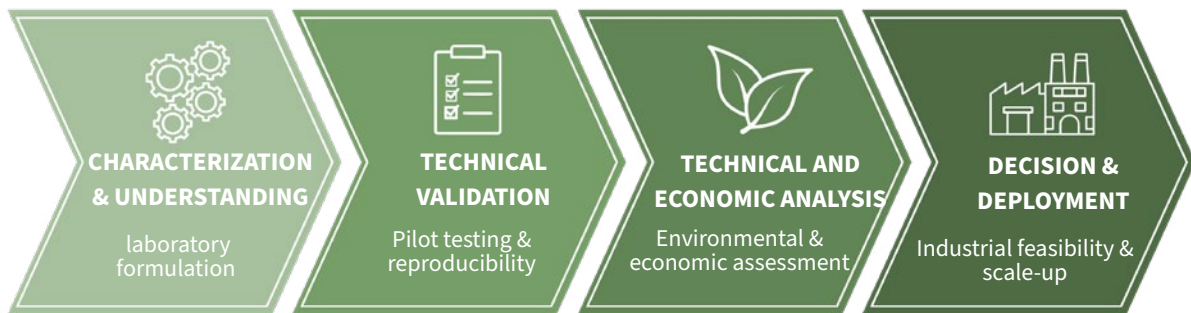 CHARACTERIZATION
& UNDERSTANDING
laboratory
formulation
TECHNICAL
VALIDATION
Pilot testing &
reproducibility
TECHNICAL AND
ECONOMIC ANALYSIS
Environmental &
economic assessment
DECISION &
DEPLOYMENT
Industrial feasibility &
scale-up